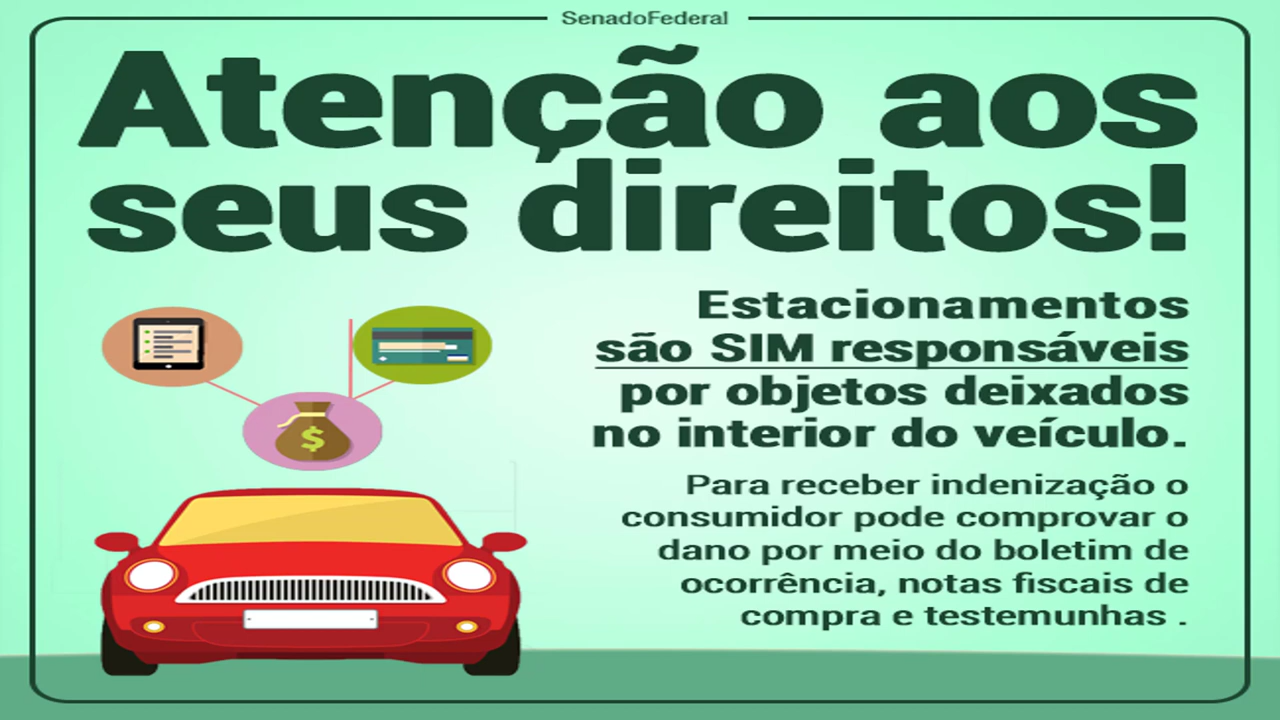 SenadoFederal
Atenção aos
seus direitos!
Estacionamentos
são SIM responsáveis
por objetos deixados
no interior do veículo.
Para receber indenização o
consumidor pode comprovar o
dano por meio do boletim de
ocorrência, notas fiscais de
compra e testemunhas .
$